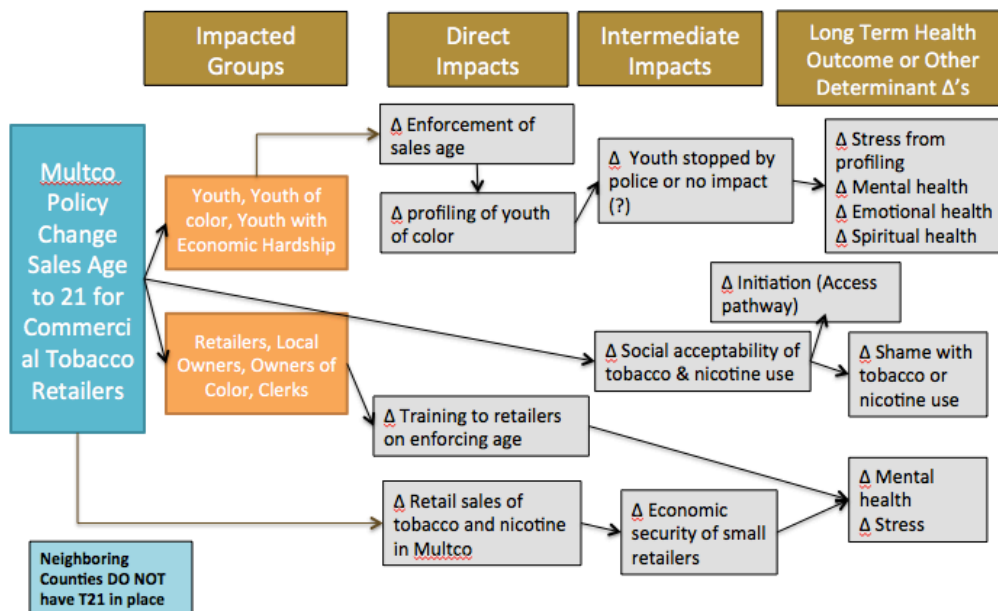 Impacted
Groups
Direct
Impacts
Intermediate
Impacts
Long Term Health
Outcome or Other
Determinant Δ's
Multco
Policy
Change
Sales Age
to 21 for
Commerci
al Tobacco
Retailers
Youth, Youth of
color, Youth with
Economic Hardship
Δ Enforcement of
sales age
Δ profiling of youth
of color
Δ Youth stopped by
police or no impact
(?)
Δ Stress from
profiling
Δ Mental health
Δ Emotional health
Δ Spiritual health
Δ Initiation (Access
pathway)
Retailers, Local
Owners, Owners of
Color, Clerks
Δ Social acceptability of
tobacco & nicotine use
Δ Shame with
tobacco or
nicotine use
Δ Training to retailers
on enforcing age
Δ Retail sales of
tobacco and nicotine
in Multco
Δ Economic
security of small
retailers
Δ Mental
health
Δ Stress
Neighboring
Counties DO NOT
have T21 in place